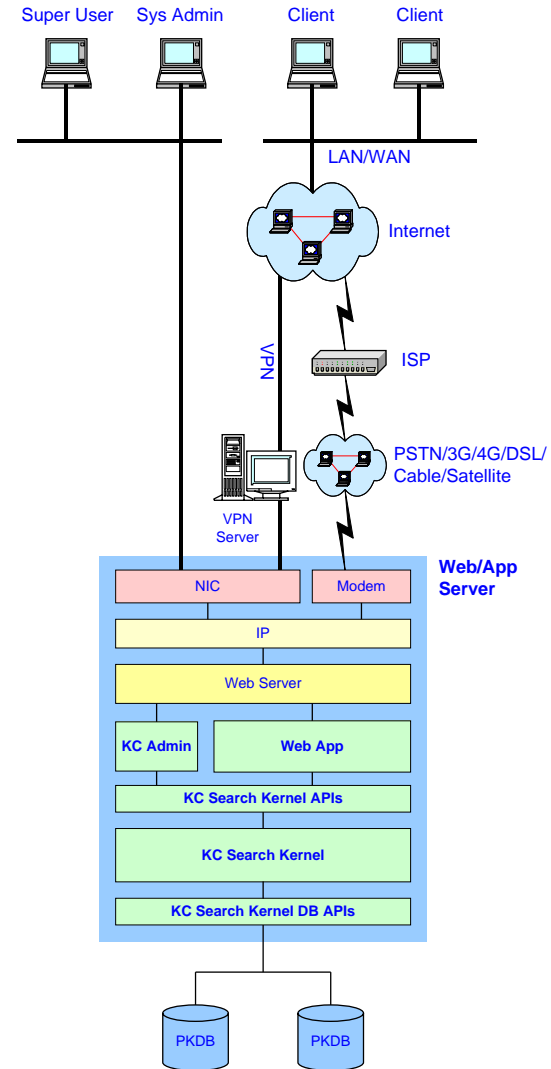 Super User
Sys Admin
Client
Client
LAN/WAN
Internet
VPN
ISP
PSTN/3G/4G/DSL/
Cable/Satellite
VPN
Server
Web/App
Server
NIC
Modem
IP
Web Server
KC Admin
Web App
KC Search Kernel APIs
KC Search Kernel
KC Search Kernel DB APIs
PKDB
PKDB